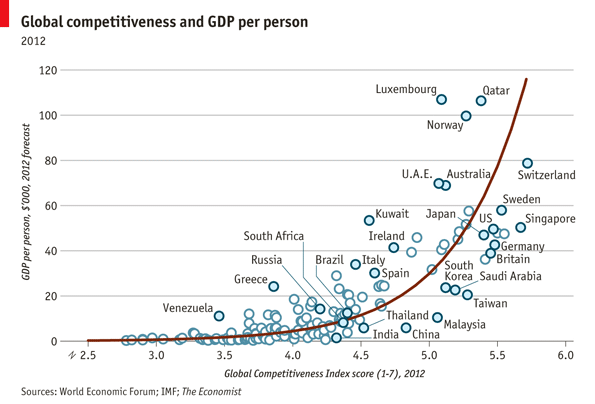 Global competitiveness and GDP per person
2012
GDP per person, $'000, 2012 forecast
120
100
80
60
40
20
0
2.5
3.0
3.5
4.0
4.5
5.0
5.5
6.0
Luxembourg
Qatar
Norway
Switzerland
U.A.E.
Australia
Sweden
Kuwait
Japan
US
Singapore
South Africa
Ireland
Germany
Russia
Brazil
Italy
Britain
Greece
Spain
South
Korea
Saudi Arabia
Venezuela
Taiwan
Thailand
Malaysia
India
China
Global Competitiveness Index score (1-7), 2012
Sources: World Economic Forum; IMF; The Economist